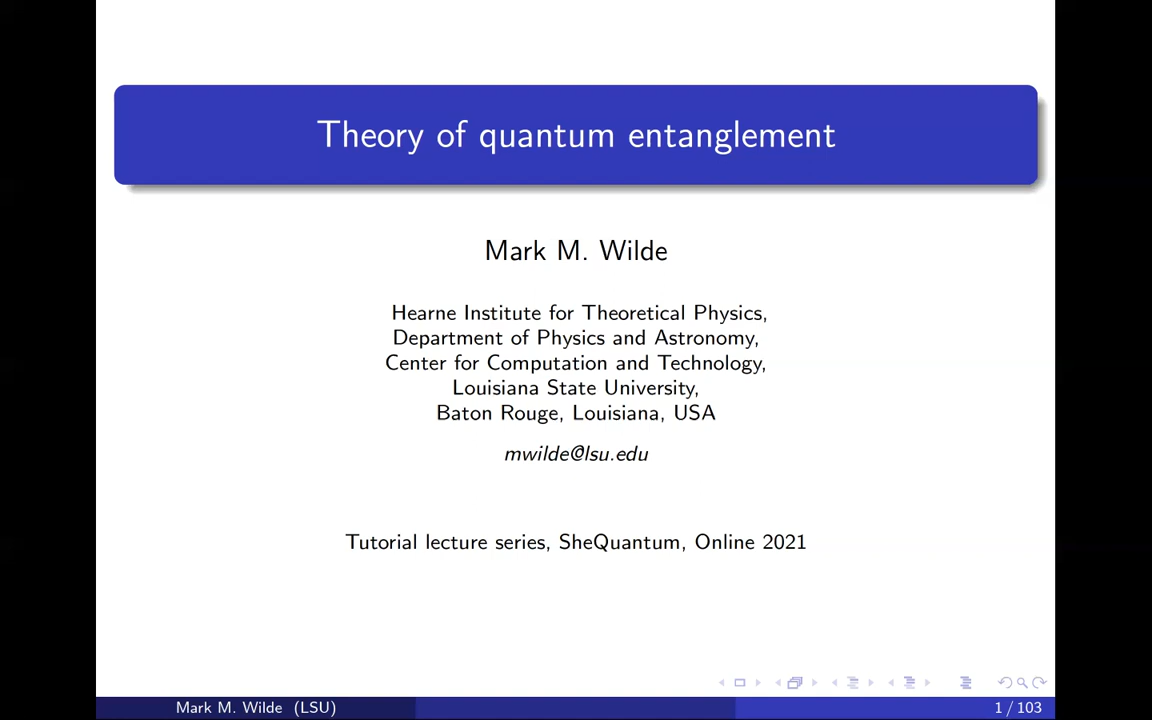 Theory of quantum entanglement
Mark M. Wilde
Hearne Institute for Theoretical Physics,
Department of Physics and Astronomy,
Center for Computation and Technology,
Louisiana State University,
Baton Rouge, Louisiana, USA
mwilde@lsu.edu
Tutorial lecture series, SheQuantum, Online 2021
Mark M. Wilde (LSU)
1 / 103